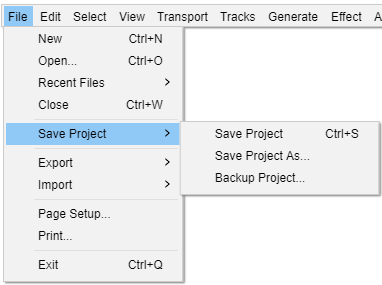 File Edit Select View Transport Tracks Generate Effect A
New Ctrl+N
Open... Ctrl+O
Recent Files >
Close Ctrl+W
Save Project >
Save Project Ctrl+S
Save Project As...
Backup Project...
Export >
Import >
Page Setup...
Print...
Exit Ctrl+Q